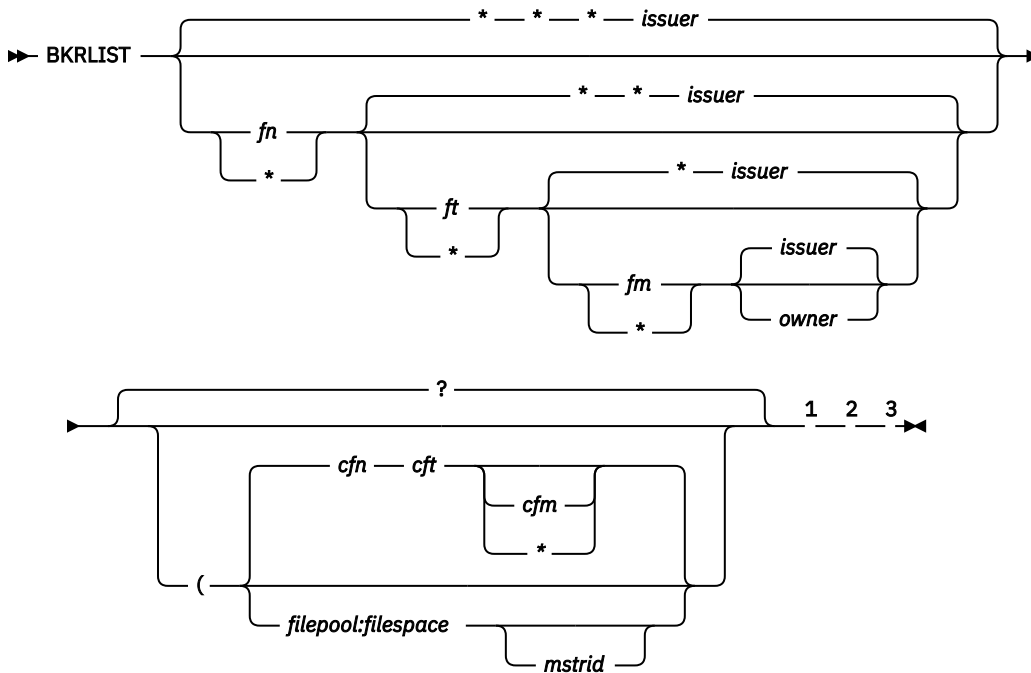 * * * issuer
BKRLIST
* * issuer
fn
*
* issuer
ft
*
issuer
fm
*
owner
?
1 2 3
cfn cft
cfm
*
(
filepool:filespace
mstrid